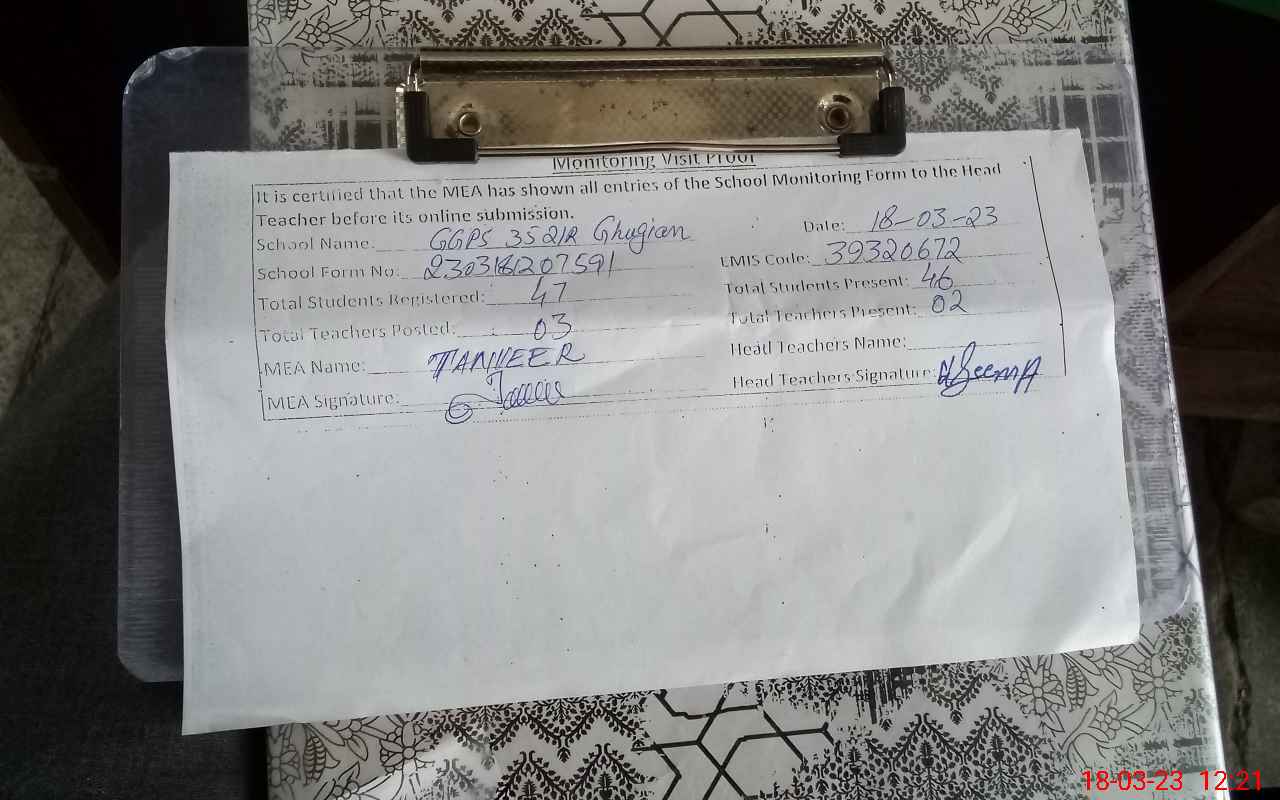 Monitoring Visit Proof
It is certified that the MEA has shown all entries of the School Monitoring Form to the Head
Teacher before its online submission.
School Name: GGPS 352/R Ghugian Date: 18-03-23
School Form No: 2303181207591 EMIS Code: 39320672
Total Students Registered: 47 Total Students Present: 46
Total Teachers Posted: 03 Total Teachers Present: 02
MEA Name: TANVEER Head Teachers Name:
MEA Signature: Head Teachers Signature:
18-03-23 12:21